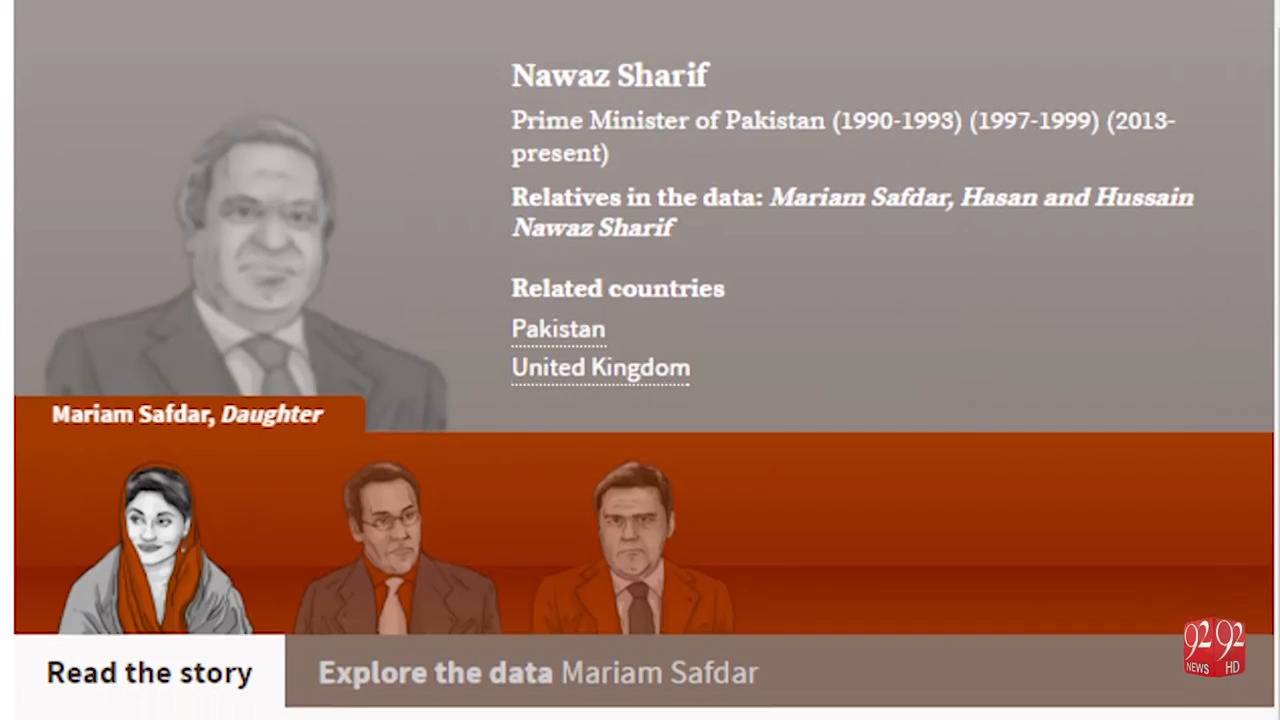 Nawaz Sharif
Prime Minister of Pakistan (1990-1993) (1997-1999) (2013-
present)
Relatives in the data: Mariam Safdar, Hasan and Hussain
Nawaz Sharif
Related countries
Pakistan
United Kingdom
Mariam Safdar, Daughter
Read the story
Explore the data Mariam Safdar
92 92
NEWS HD